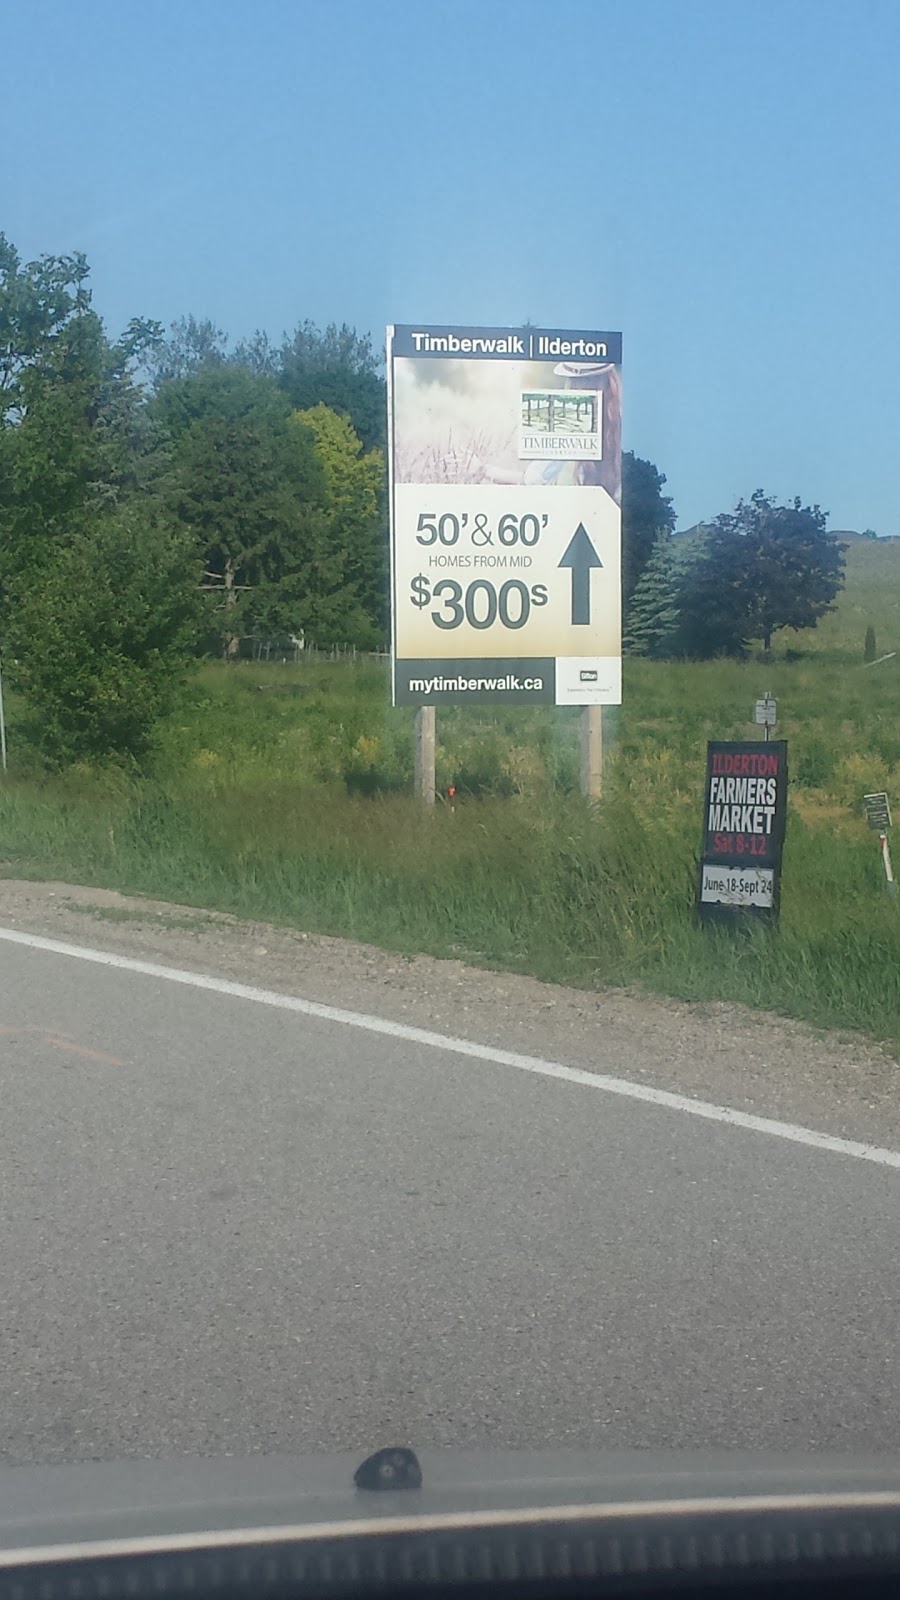 Timberwalk | Ilderton
TIMBERWALK
50' & 60'
HOMES FROM MID
$300s
mytimberwalk.ca
Sifton
ILDERTON
FARMERS
MARKET
Sat 8-12
June 18-Sept 24